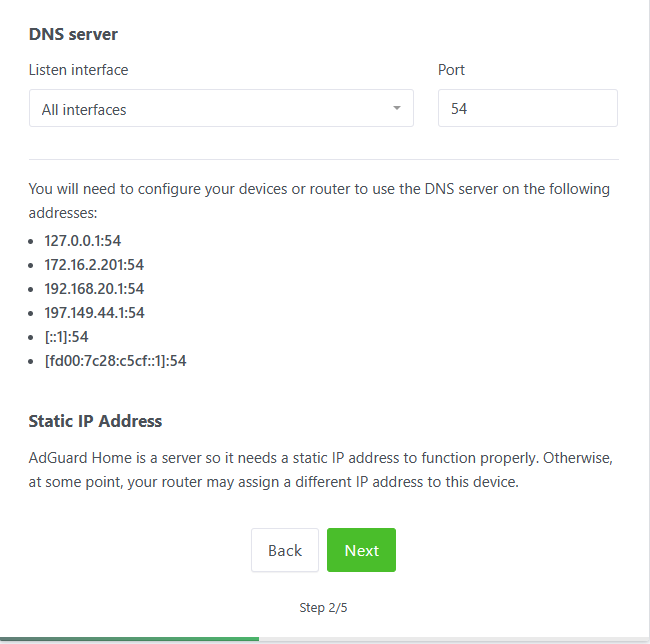 DNS server
Listen interface
Port
All interfaces
54
You will need to configure your devices or router to use the DNS server on the following
addresses:
127.0.0.1:54
172.16.2.201:54
192.168.20.1:54
197.149.44.1:54
[::1]:54
[fd00:7c28:c5cf::1]:54
Static IP Address
AdGuard Home is a server so it needs a static IP address to function properly. Otherwise,
at some point, your router may assign a different IP address to this device.
Back
Next
Step 2/5